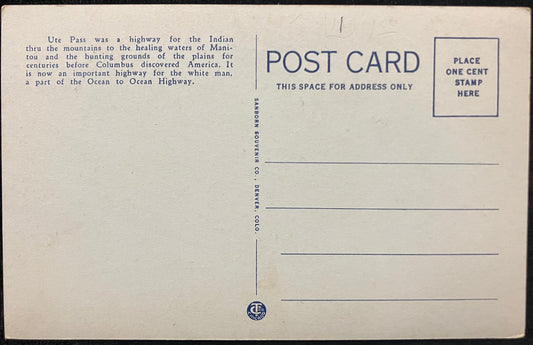 Ute Pass was a highway for the Indian
thru the mountains to the healing waters of Mani-
tou and the hunting grounds of the plains for
centuries before Columbus discovered America. It
is now an important highway for the white man,
a part of the Ocean to Ocean Highway.
SANBORN SOUVENIR CO., DENVER, COLO.
POST CARD
THIS SPACE FOR ADDRESS ONLY
PLACE
ONE CENT
STAMP
HERE